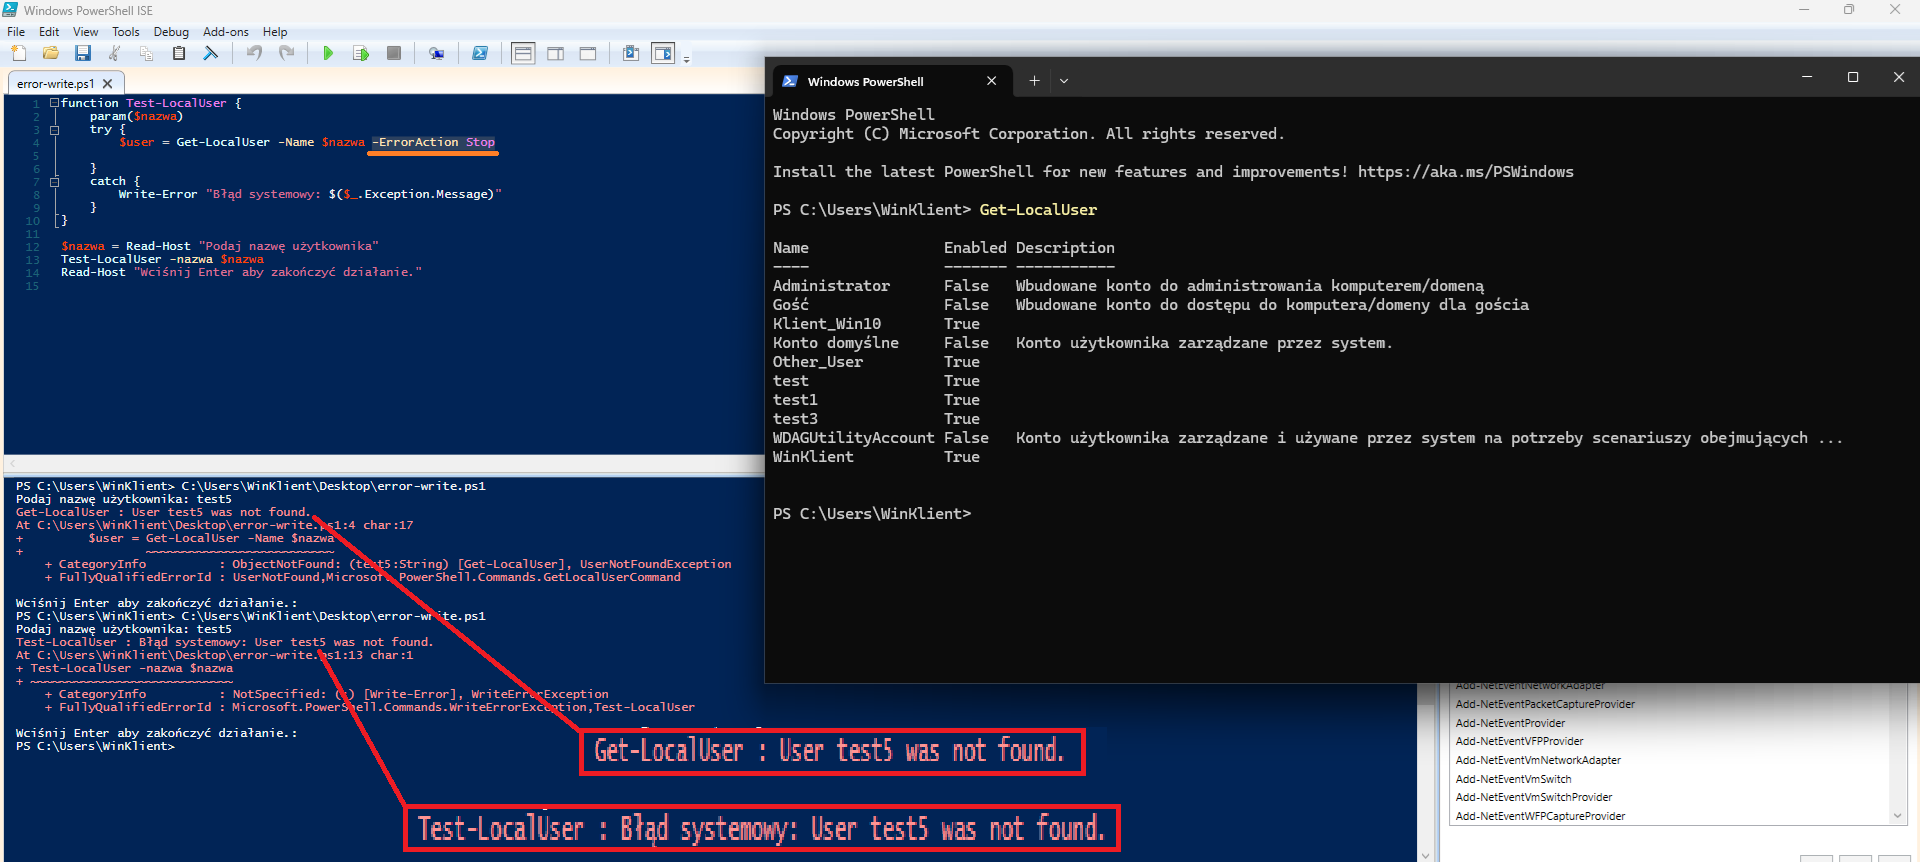 Windows PowerShell ISE
File Edit View Tools Debug Add-ons Help
error-write.ps1
1 function Test-LocalUser {
2 param($nazwa)
3 try {
4 $user = Get-LocalUser -Name $nazwa -ErrorAction Stop
5
6 }
7 catch {
8 Write-Error "Błąd systemowy: $($_.Exception.Message)"
9 }
10 }
11
12 $nazwa = Read-Host "Podaj nazwę użytkownika"
13 Test-LocalUser -nazwa $nazwa
14 Read-Host "Wciśnij Enter aby zakończyć działanie."
15
PS C:\Users\WinKlient> C:\Users\WinKlient\Desktop\error-write.ps1
Podaj nazwę użytkownika: test5
Get-LocalUser : User test5 was not found.
At C:\Users\WinKlient\Desktop\error-write.ps1:4 char:17
+ $user = Get-LocalUser -Name $nazwa
+ ~~~~~~~~~~~~~~~~~~~~~~~~~~
+ CategoryInfo : ObjectNotFound: (test5:String) [Get-LocalUser], UserNotFoundException
+ FullyQualifiedErrorId : UserNotFound,Microsoft.PowerShell.Commands.GetLocalUserCommand
Wciśnij Enter aby zakończyć działanie.:
PS C:\Users\WinKlient> C:\Users\WinKlient\Desktop\error-write.ps1
Podaj nazwę użytkownika: test5
Test-LocalUser : Błąd systemowy: User test5 was not found.
At C:\Users\WinKlient\Desktop\error-write.ps1:13 char:1
+ Test-LocalUser -nazwa $nazwa
+ ~~~~~~~~~~~~~~~~~~~~~~~~~~~~
+ CategoryInfo : NotSpecified: (:) [Write-Error], WriteErrorException
+ FullyQualifiedErrorId : Microsoft.PowerShell.Commands.WriteErrorException,Test-LocalUser
Wciśnij Enter aby zakończyć działanie.:
PS C:\Users\WinKlient>
Get-LocalUser : User test5 was not found.
Test-LocalUser : Błąd systemowy: User test5 was not found.
Windows PowerShell
Windows PowerShell
Copyright (C) Microsoft Corporation. All rights reserved.
Install the latest PowerShell for new features and improvements! https://aka.ms/PSWindows
PS C:\Users\WinKlient> Get-LocalUser
Name Enabled Description
---- ------- -----------
Administrator False Wbudowane konto do administrowania komputerem/domeną
Gość False Wbudowane konto do dostępu do komputera/domeny dla gościa
Klient_Win10 True
Konto domyślne False Konto użytkownika zarządzane przez system.
Other_User True
test True
test1 True
test3 True
WDAGUtilityAccount False Konto użytkownika zarządzane i używane przez system na potrzeby scenariuszy obejmujących ...
WinKlient True
PS C:\Users\WinKlient>
Add-NetEventNetworkAdapter
Add-NetEventPacketCaptureProvider
Add-NetEventProvider
Add-NetEventVFPProvider
Add-NetEventVmNetworkAdapter
Add-NetEventVmSwitch
Add-NetEventVmSwitchProvider
Add-NetEventWFPCaptureProvider